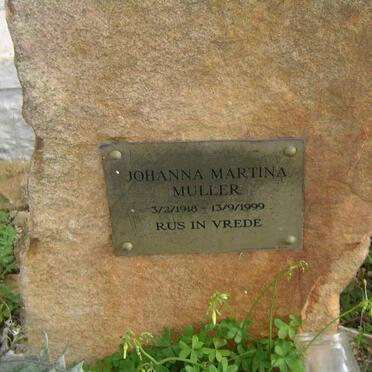 JOHANNA MARTINA
MULLER
3/2/1918 - 13/9/1999
RUS IN VREDE